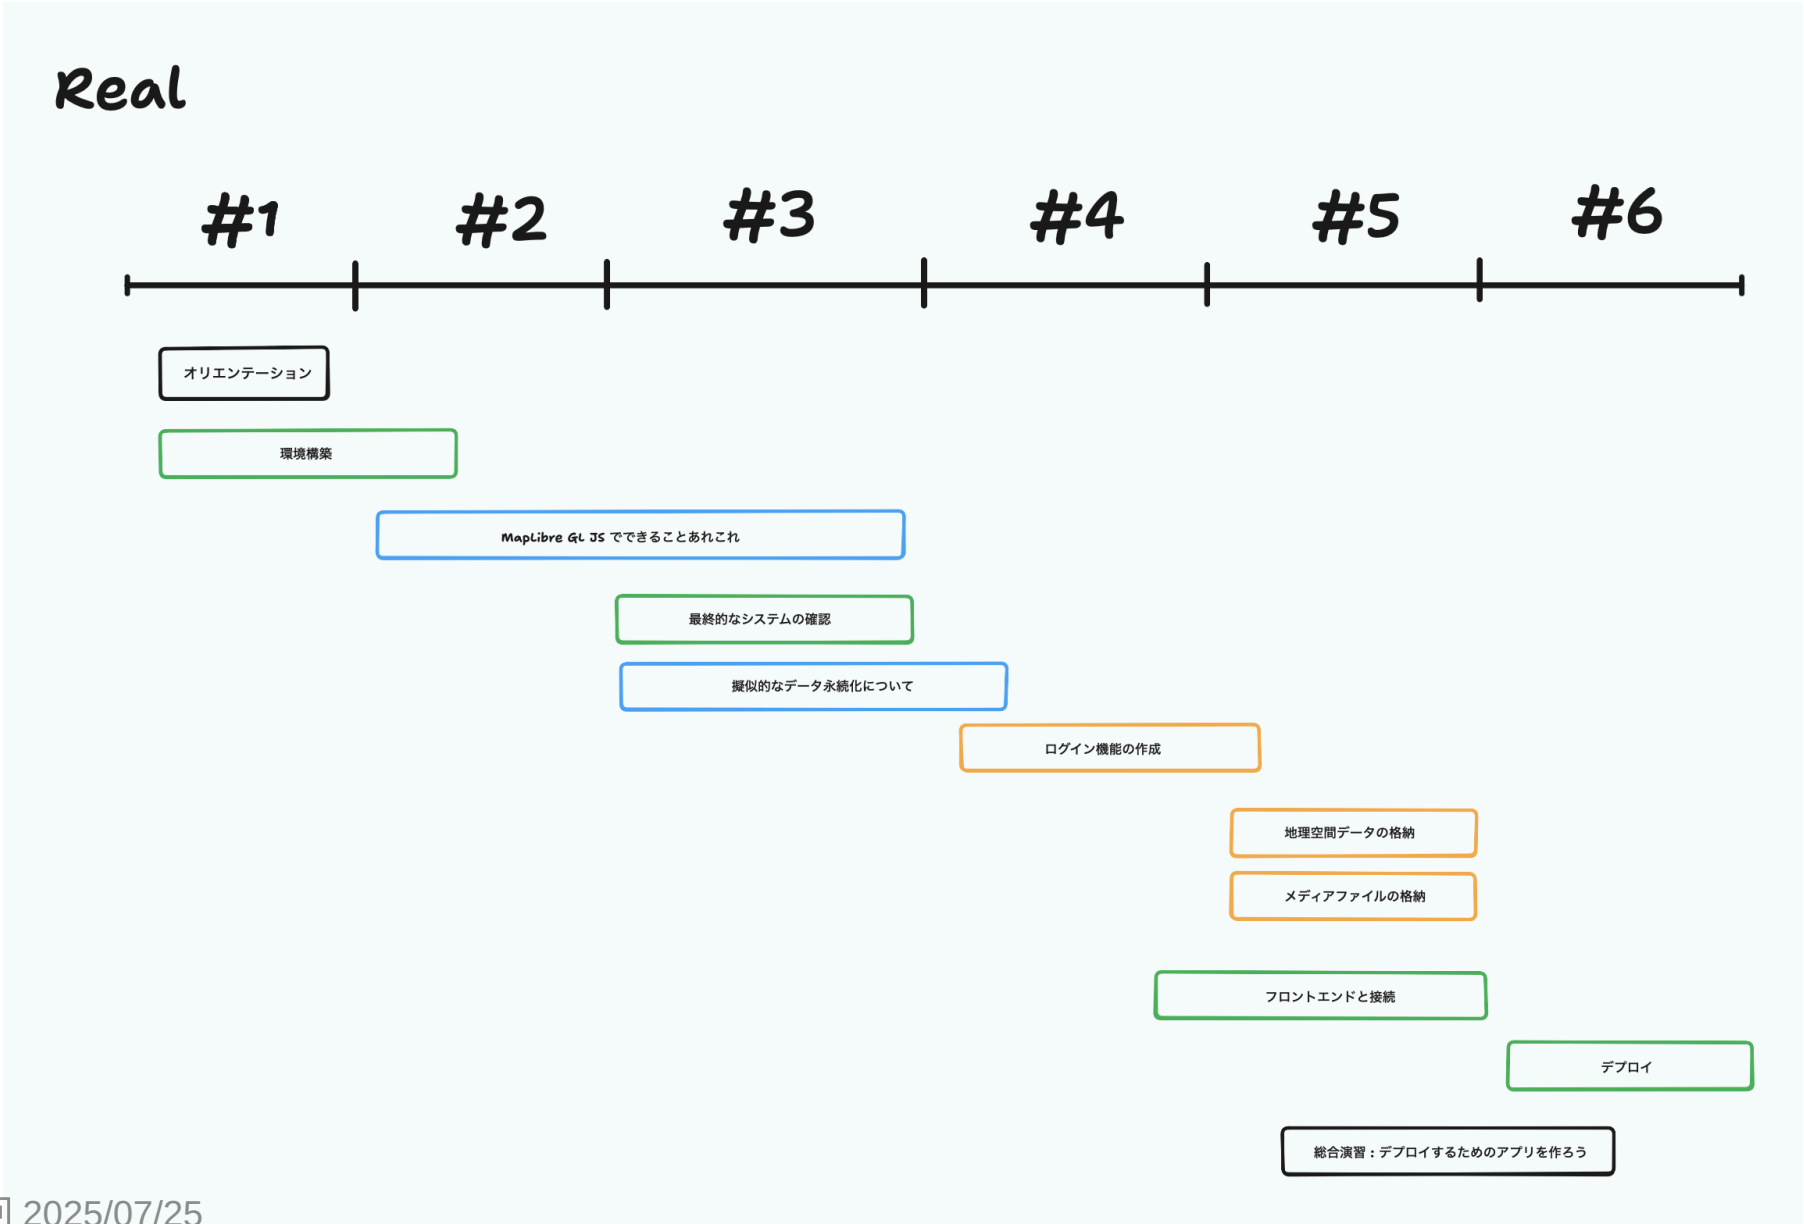 Real
#1
#2
#3
#4
#5
#6
オリエンテーション
環境構築
MapLibre GL JS でできることあれこれ
最終的なシステムの確認
擬似的なデータ永続化について
ログイン機能の作成
地理空間データの格納
メディアファイルの格納
フロントエンドと接続
デプロイ
総合演習：デプロイするためのアプリを作ろう
2025/07/25